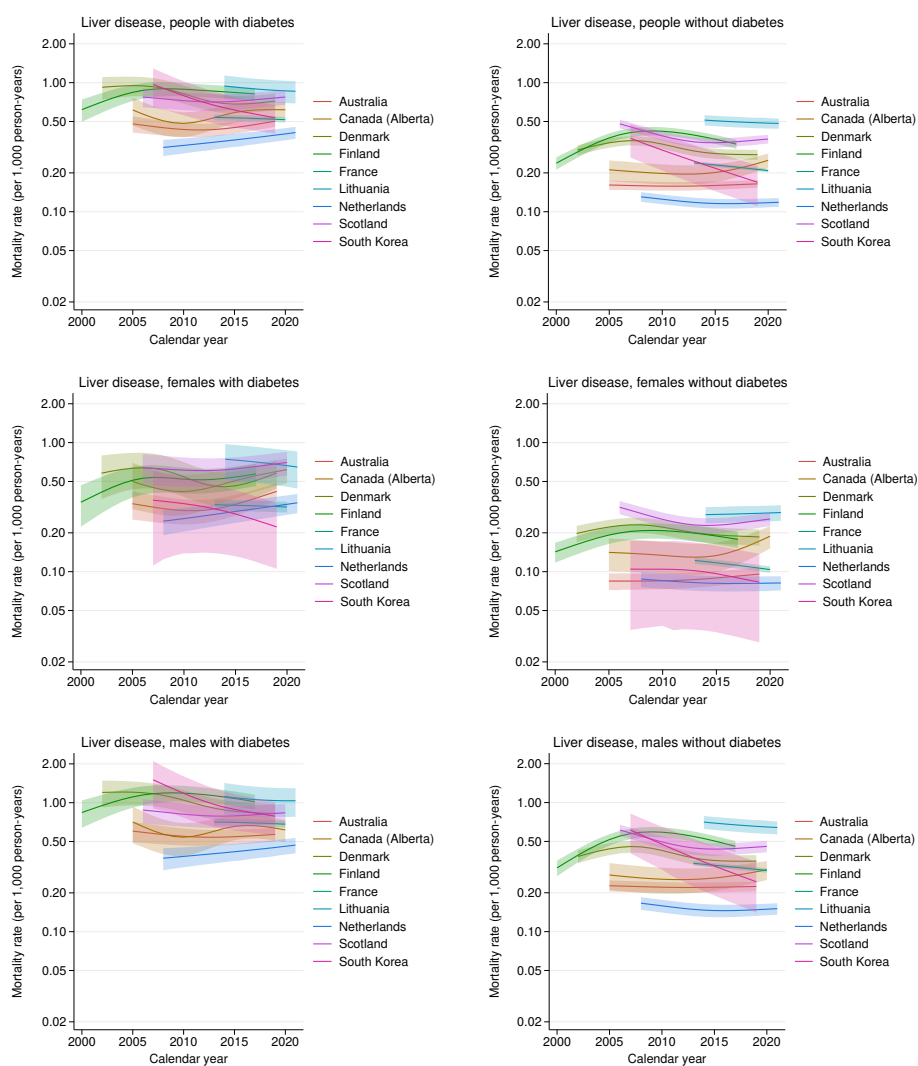 Liver disease, people with diabetes
Mortality rate (per 1,000 person-years)
2.00
1.00
0.50
0.20
0.10
0.05
0.02
2000 2005 2010 2015 2020
Calendar year
Australia
Canada (Alberta)
Denmark
Finland
France
Lithuania
Netherlands
Scotland
South Korea
Liver disease, people without diabetes
Mortality rate (per 1,000 person-years)
2.00
1.00
0.50
0.20
0.10
0.05
0.02
2000 2005 2010 2015 2020
Calendar year
Australia
Canada (Alberta)
Denmark
Finland
France
Lithuania
Netherlands
Scotland
South Korea
Liver disease, females with diabetes
Mortality rate (per 1,000 person-years)
2.00
1.00
0.50
0.20
0.10
0.05
0.02
2000 2005 2010 2015 2020
Calendar year
Australia
Canada (Alberta)
Denmark
Finland
France
Lithuania
Netherlands
Scotland
South Korea
Liver disease, females without diabetes
Mortality rate (per 1,000 person-years)
2.00
1.00
0.50
0.20
0.10
0.05
0.02
2000 2005 2010 2015 2020
Calendar year
Australia
Canada (Alberta)
Denmark
Finland
France
Lithuania
Netherlands
Scotland
South Korea
Liver disease, males with diabetes
Mortality rate (per 1,000 person-years)
2.00
1.00
0.50
0.20
0.10
0.05
0.02
2000 2005 2010 2015 2020
Calendar year
Australia
Canada (Alberta)
Denmark
Finland
France
Lithuania
Netherlands
Scotland
South Korea
Liver disease, males without diabetes
Mortality rate (per 1,000 person-years)
2.00
1.00
0.50
0.20
0.10
0.05
0.02
2000 2005 2010 2015 2020
Calendar year
Australia
Canada (Alberta)
Denmark
Finland
France
Lithuania
Netherlands
Scotland
South Korea